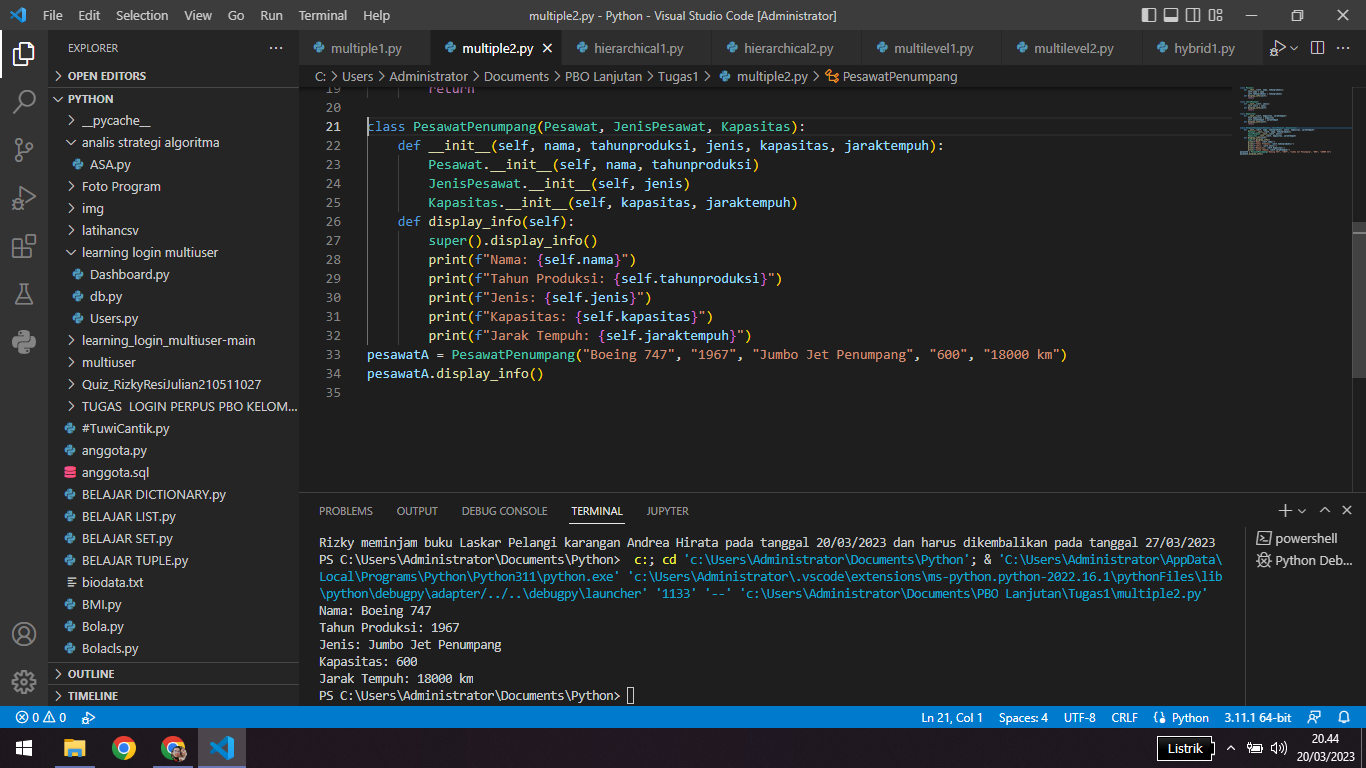 File Edit Selection View Go Run Terminal Help
multiple2.py - Python - Visual Studio Code [Administrator]
EXPLORER
OPEN EDITORS
PYTHON
__pycache__
analis strategi algoritma
ASA.py
Foto Program
img
latihancsv
learning login multiuser
Dashboard.py
db.py
Users.py
learning_login_multiuser-main
multiuser
Quiz_RizkyResiJulian210511027
TUGAS LOGIN PERPUS PBO KELOM...
#TuwiCantik.py
anggota.py
anggota.sql
BELAJAR DICTIONARY.py
BELAJAR LIST.py
BELAJAR SET.py
BELAJAR TUPLE.py
biodata.txt
BMI.py
Bola.py
Bolacls.py
OUTLINE
TIMELINE
multiple1.py multiple2.py hierarchical1.py hierarchical2.py multilevel1.py multilevel2.py hybrid1.py
C: > Users > Administrator > Documents > PBO Lanjutan > Tugas1 > multiple2.py > PesawatPenumpang
19 return
20
21 class PesawatPenumpang(Pesawat, JenisPesawat, Kapasitas):
22 def __init__(self, nama, tahunproduksi, jenis, kapasitas, jaraktempuh):
23 Pesawat.__init__(self, nama, tahunproduksi)
24 JenisPesawat.__init__(self, jenis)
25 Kapasitas.__init__(self, kapasitas, jaraktempuh)
26 def display_info(self):
27 super().display_info()
28 print(f"Nama: {self.nama}")
29 print(f"Tahun Produksi: {self.tahunproduksi}")
30 print(f"Jenis: {self.jenis}")
31 print(f"Kapasitas: {self.kapasitas}")
32 print(f"Jarak Tempuh: {self.jaraktempuh}")
33 pesawatA = PesawatPenumpang("Boeing 747", "1967", "Jumbo Jet Penumpang", "600", "18000 km")
34 pesawatA.display_info()
35
PROBLEMS OUTPUT DEBUG CONSOLE TERMINAL JUPYTER
Rizky meminjam buku Laskar Pelangi karangan Andrea Hirata pada tanggal 20/03/2023 dan harus dikembalikan pada tanggal 27/03/2023
PS C:\Users\Administrator\Documents\Python> c:; cd 'c:\Users\Administrator\Documents\Python'; & 'C:\Users\Administrator\AppData\
Local\Programs\Python\Python311\python.exe' 'c:\Users\Administrator\.vscode\extensions\ms-python.python-2022.16.1\pythonFiles\lib
\python\debugpy\adapter/../..\debugpy\launcher' '1133' '--' 'c:\Users\Administrator\Documents\PBO Lanjutan\Tugas1\multiple2.py'
Nama: Boeing 747
Tahun Produksi: 1967
Jenis: Jumbo Jet Penumpang
Kapasitas: 600
Jarak Tempuh: 18000 km
PS C:\Users\Administrator\Documents\Python>
powershell
Python Deb...
0 0
Ln 21, Col 1 Spaces: 4 UTF-8 CRLF Python 3.11.1 64-bit
Listrik
20.44
20/03/2023